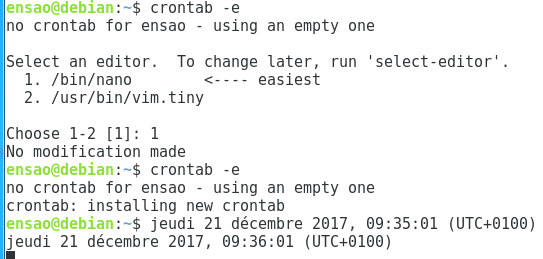 ensao@debian:~$ crontab -e
no crontab for ensao - using an empty one
Select an editor.  To change later, run 'select-editor'.
  1. /bin/nano        <---- easiest
  2. /usr/bin/vim.tiny
Choose 1-2 [1]: 1
No modification made
ensao@debian:~$ crontab -e
no crontab for ensao - using an empty one
crontab: installing new crontab
ensao@debian:~$ jeudi 21 décembre 2017, 09:35:01 (UTC+0100)
jeudi 21 décembre 2017, 09:36:01 (UTC+0100)